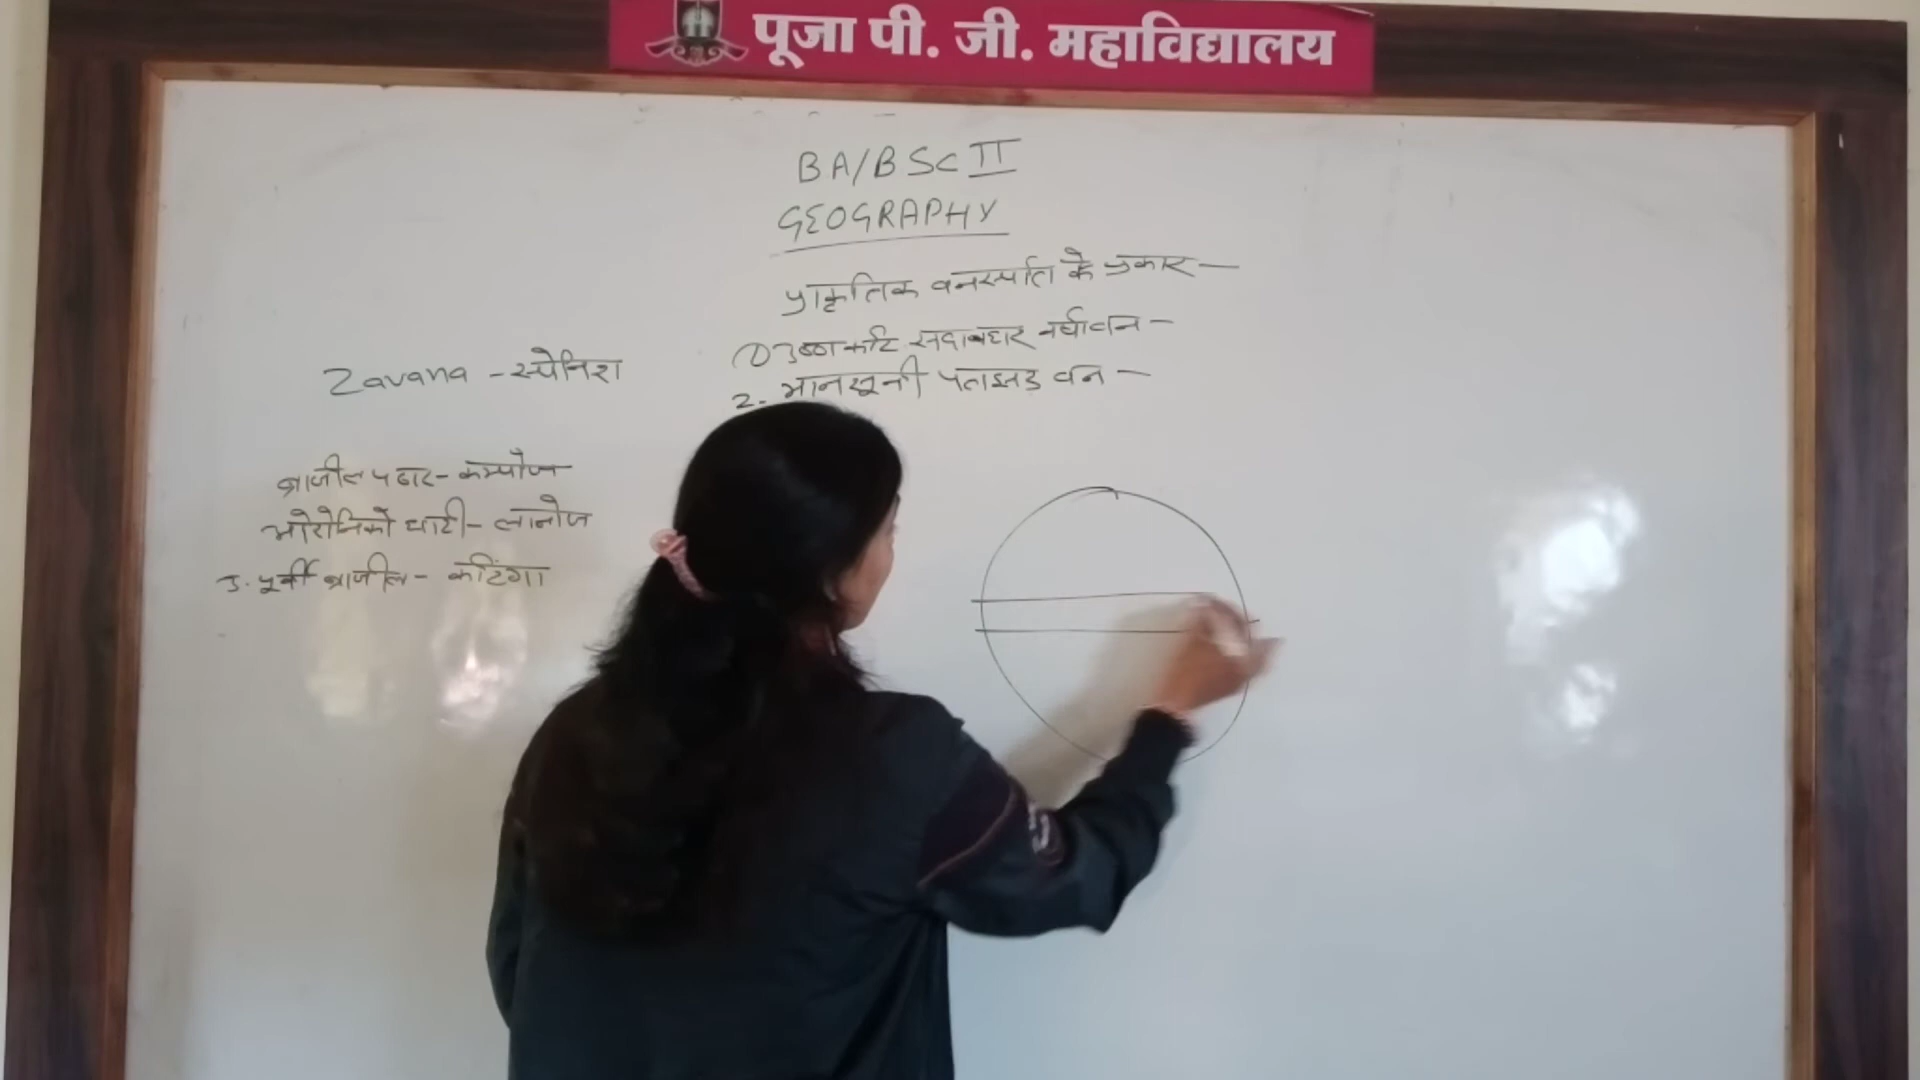 पूजा पी. जी. महाविद्यालय
BA/BSc II
GEOGRAPHY
प्राकृतिक वनस्पति के प्रकार —
① उष्ण कटि सदाबहार वर्षावन —
2. मानसूनी पतझड़ वन —
Zavana - स्पेनिश
ब्राजील पठार - कम्पोज
ओरोनिको घाटी - लानोज
3. पूर्वी ब्राजील - कटिंगा